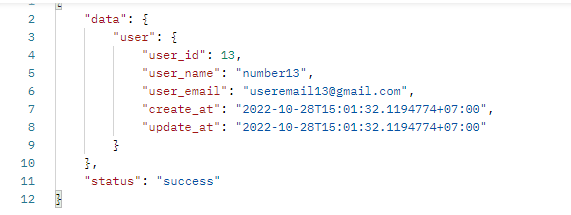 1 {
2 "data": {
3 "user": {
4 "user_id": 13,
5 "user_name": "number13",
6 "user_email": "useremail13@gmail.com",
7 "create_at": "2022-10-28T15:01:32.1194774+07:00",
8 "update_at": "2022-10-28T15:01:32.1194774+07:00"
9 }
10 },
11 "status": "success"
12 }